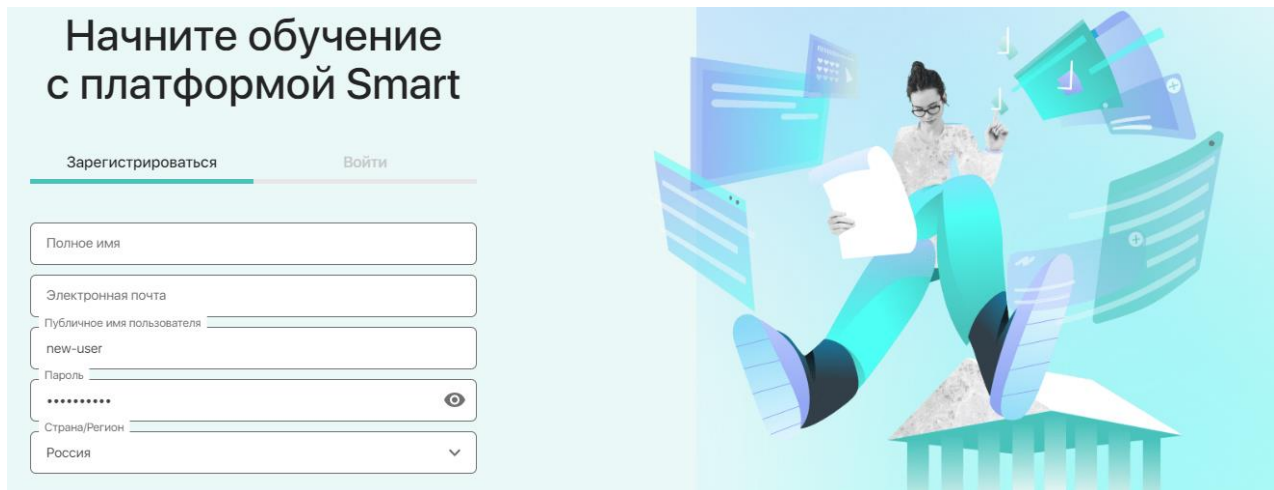 Начните обучение
с платформой Smart
Зарегистрироваться
Войти
Полное имя
Электронная почта
Публичное имя пользователя
new-user
Пароль
••••••••••
Страна/Регион
Россия